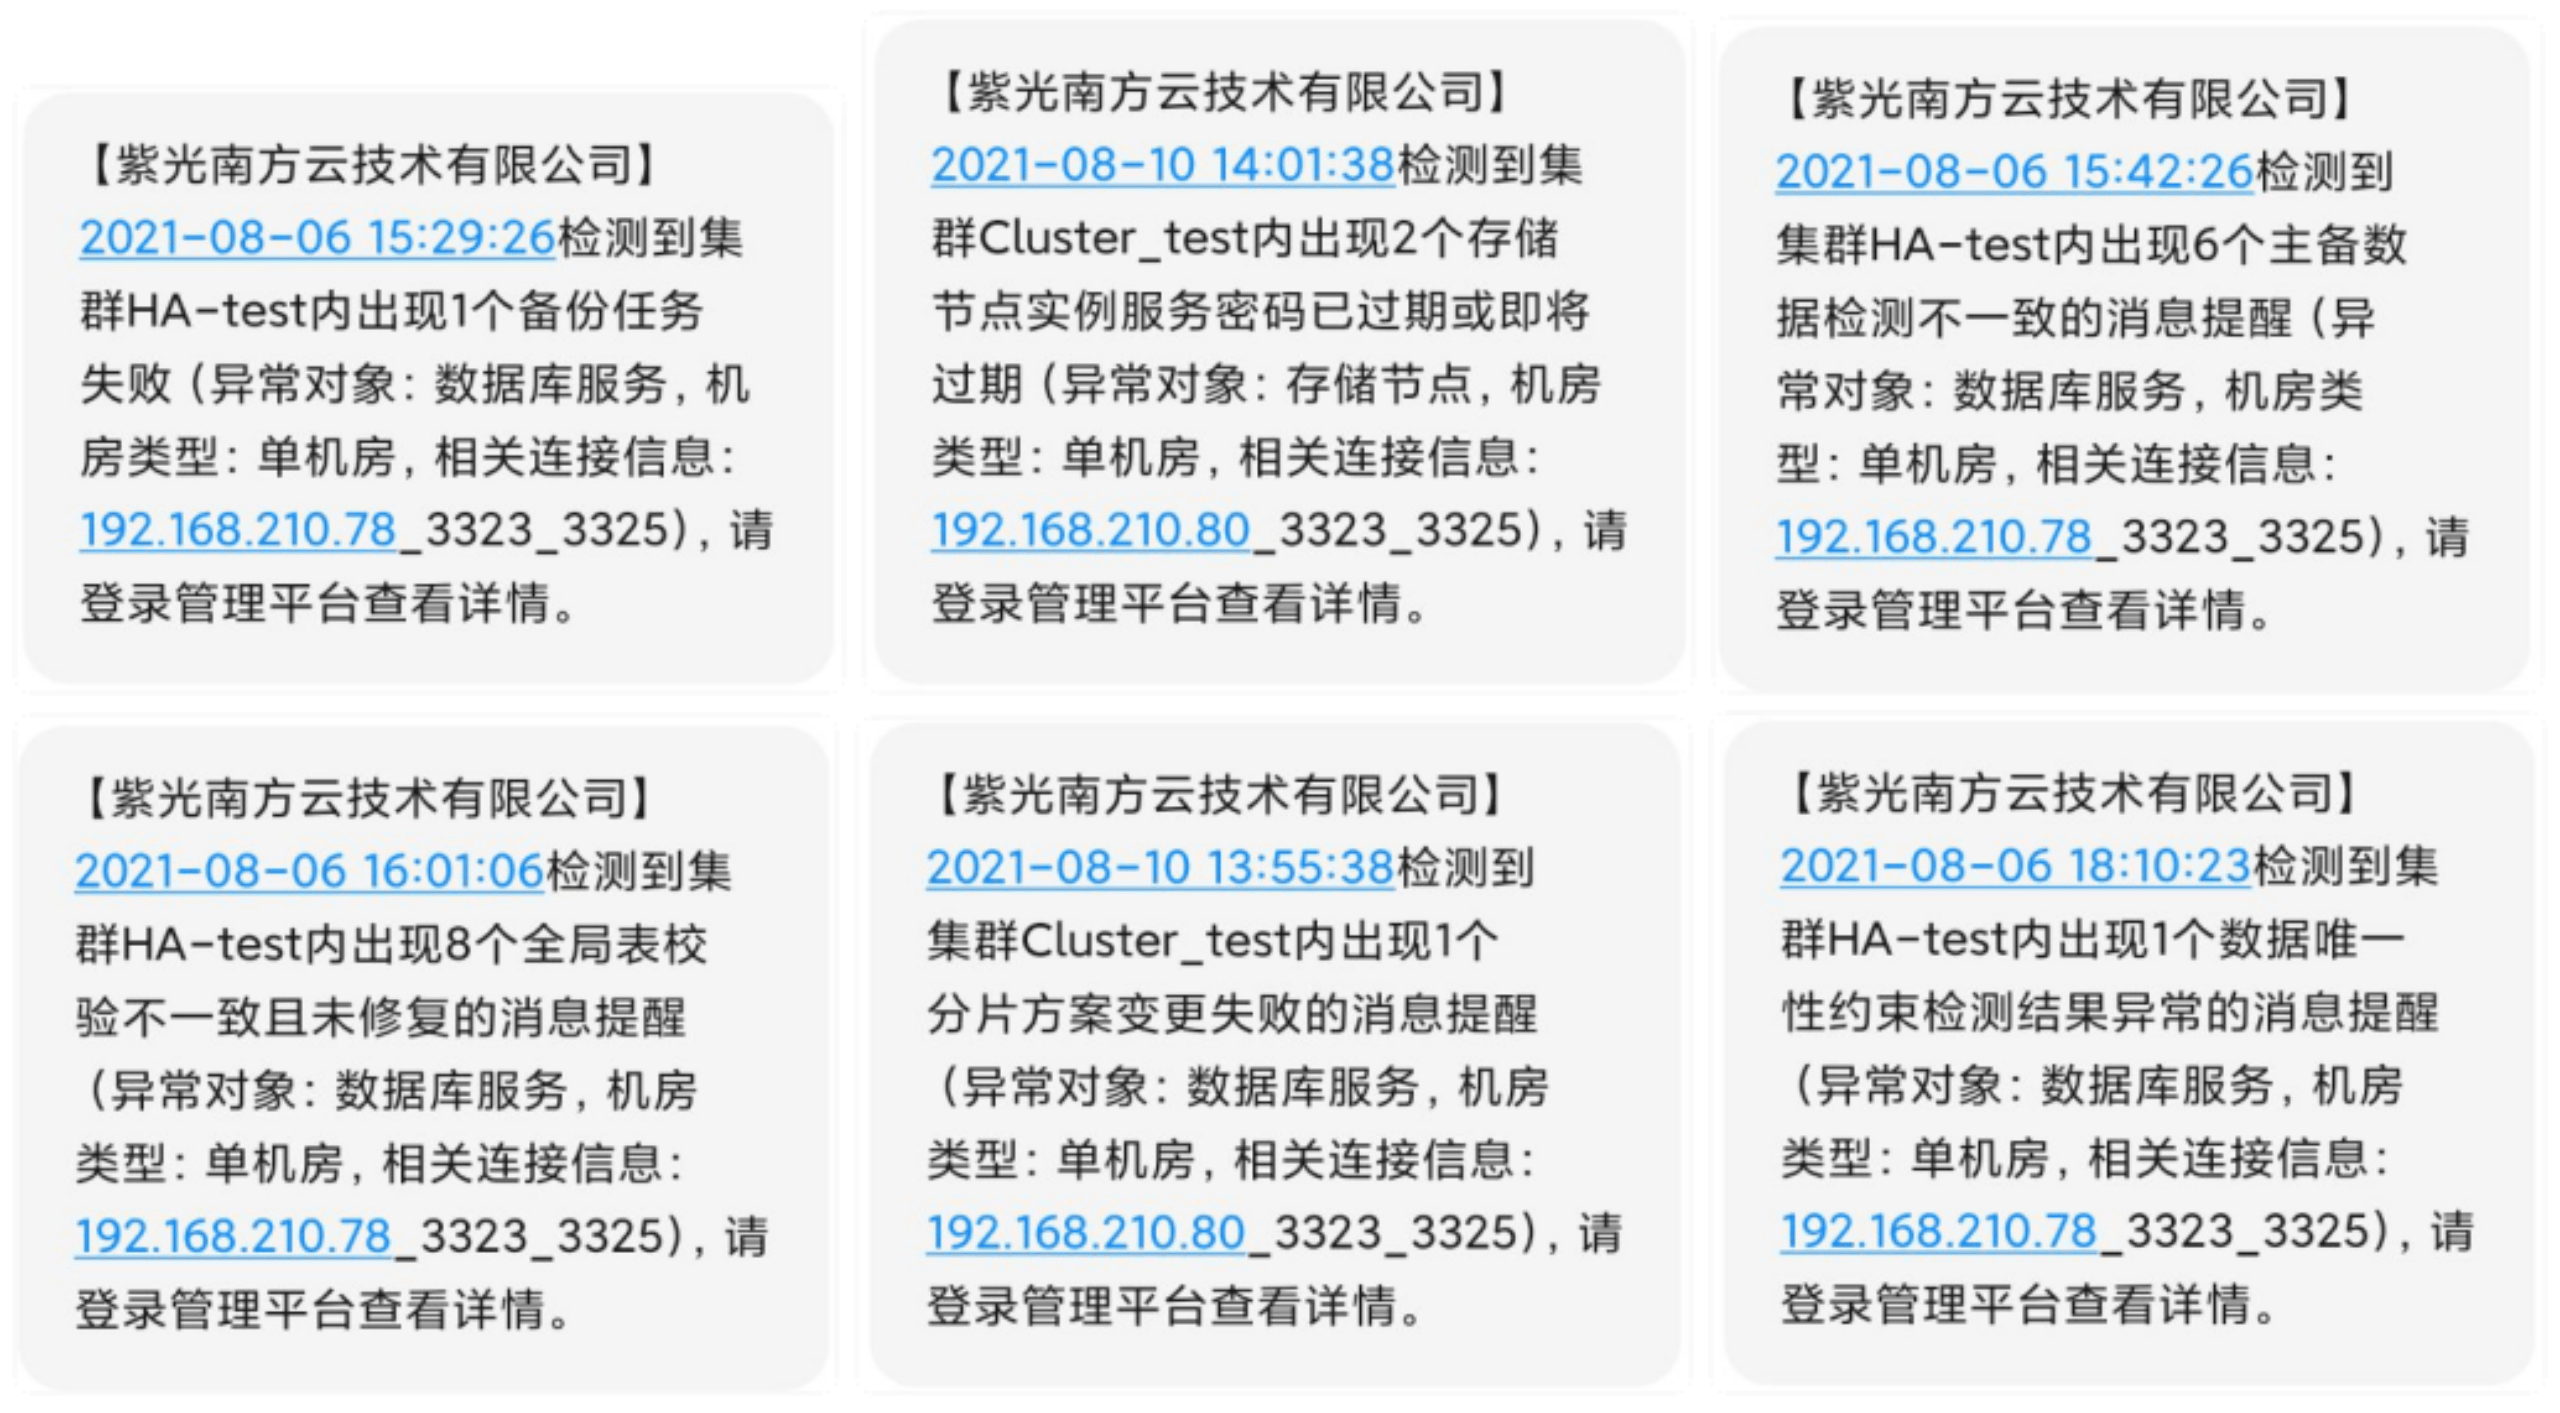 【紫光南方云技术有限公司】
2021-08-06 15:29:26检测到集
群HA-test内出现1个备份任务
失败（异常对象：数据库服务，机
房类型：单机房，相关连接信息：
192.168.210.78_3323_3325），请
登录管理平台查看详情。
【紫光南方云技术有限公司】
2021-08-10 14:01:38检测到集
群Cluster_test内出现2个存储
节点实例服务密码已过期或即将
过期（异常对象：存储节点，机房
类型：单机房，相关连接信息：
192.168.210.80_3323_3325），请
登录管理平台查看详情。
【紫光南方云技术有限公司】
2021-08-06 15:42:26检测到
集群HA-test内出现6个主备数
据检测不一致的消息提醒（异
常对象：数据库服务，机房类
型：单机房，相关连接信息：
192.168.210.78_3323_3325），请
登录管理平台查看详情。
【紫光南方云技术有限公司】
2021-08-06 16:01:06检测到集
群HA-test内出现8个全局表校
验不一致且未修复的消息提醒
（异常对象：数据库服务，机房
类型：单机房，相关连接信息：
192.168.210.78_3323_3325），请
登录管理平台查看详情。
【紫光南方云技术有限公司】
2021-08-10 13:55:38检测到
集群Cluster_test内出现1个
分片方案变更失败的消息提醒
（异常对象：数据库服务，机房
类型：单机房，相关连接信息：
192.168.210.80_3323_3325），请
登录管理平台查看详情。
【紫光南方云技术有限公司】
2021-08-06 18:10:23检测到集
群HA-test内出现1个数据唯一
性约束检测结果异常的消息提醒
（异常对象：数据库服务，机房
类型：单机房，相关连接信息：
192.168.210.78_3323_3325），请
登录管理平台查看详情。